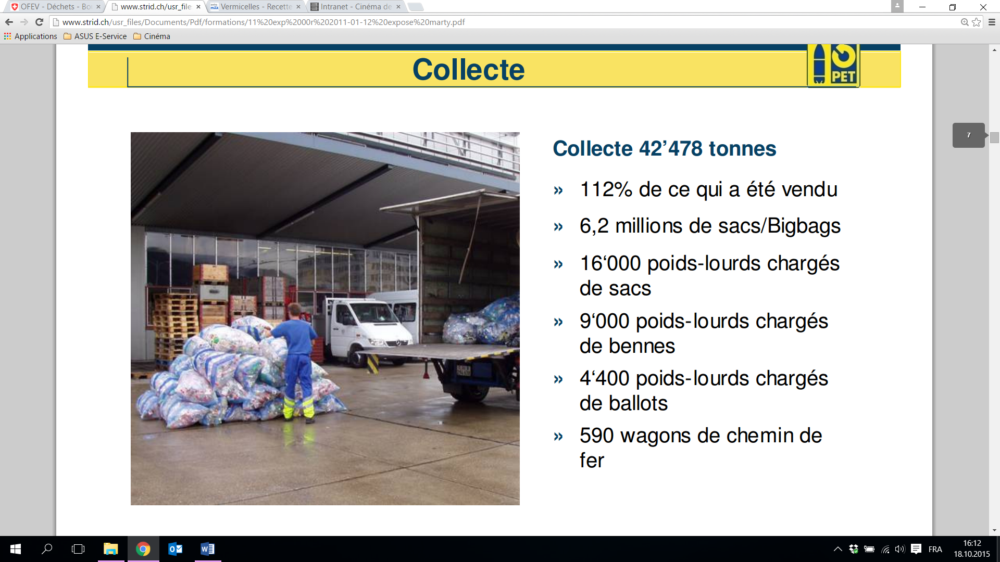 OFEV - Déchets - Bo
www.strid.ch/usr_file
Vermicelles - Recette
Intranet - Cinéma de
www.strid.ch/usr_files/Documents/Pdf/formations/11%20exp%2000r%202011-01-12%20expose%20marty.pdf
Applications
ASUS E-Service
Cinéma
Collecte
PET
Collecte 42’478 tonnes
» 112% de ce qui a été vendu
» 6,2 millions de sacs/Bigbags
» 16‘000 poids-lourds chargés
de sacs
» 9‘000 poids-lourds chargés
de bennes
» 4‘400 poids-lourds chargés
de ballots
» 590 wagons de chemin de
fer
7
FRA
16:12
18.10.2015